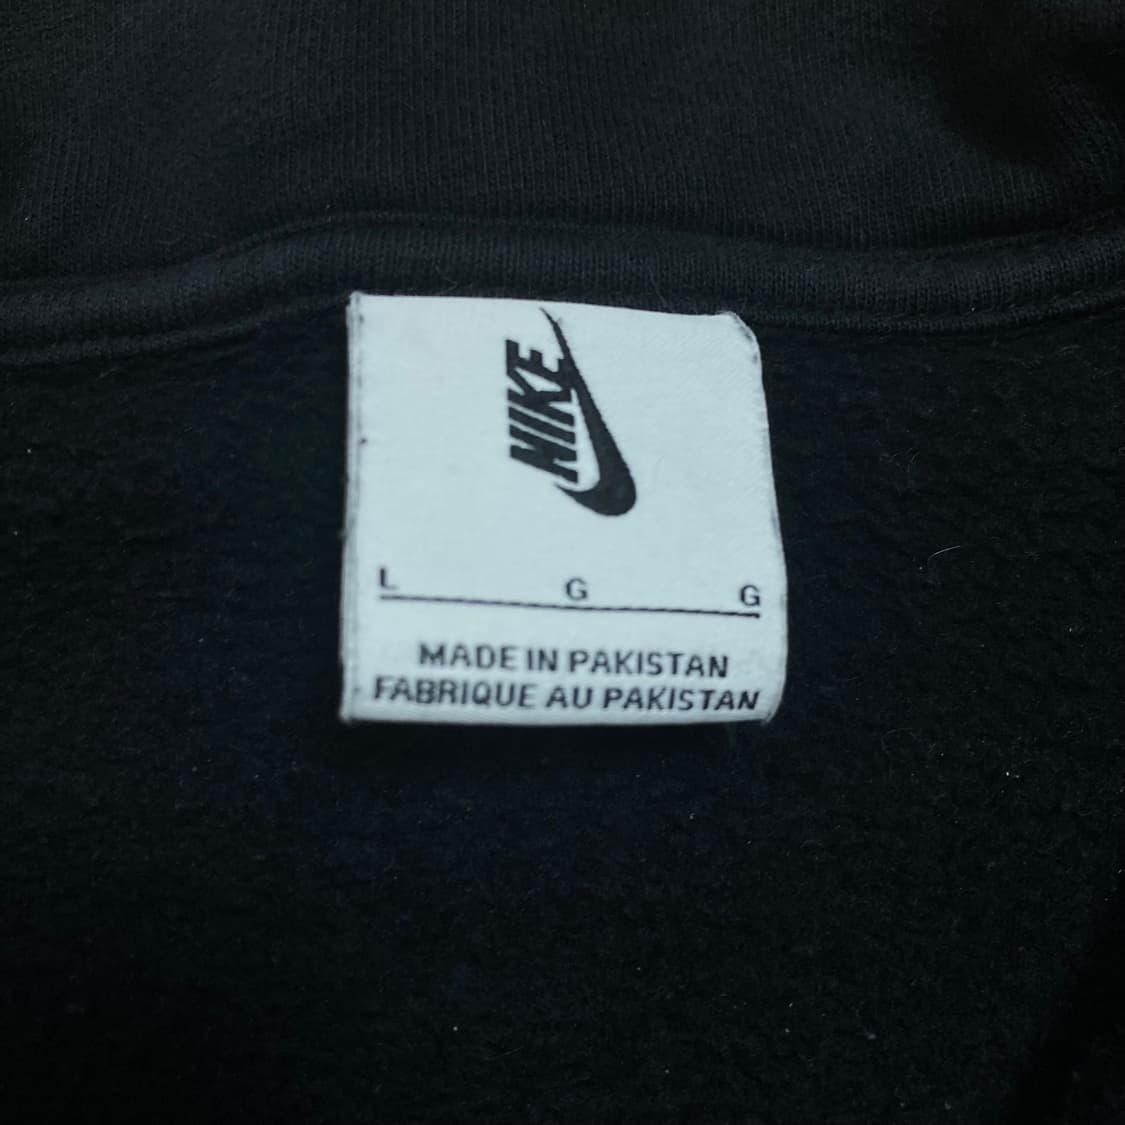 NIKE
L G G
MADE IN PAKISTAN
FABRIQUE AU PAKISTAN